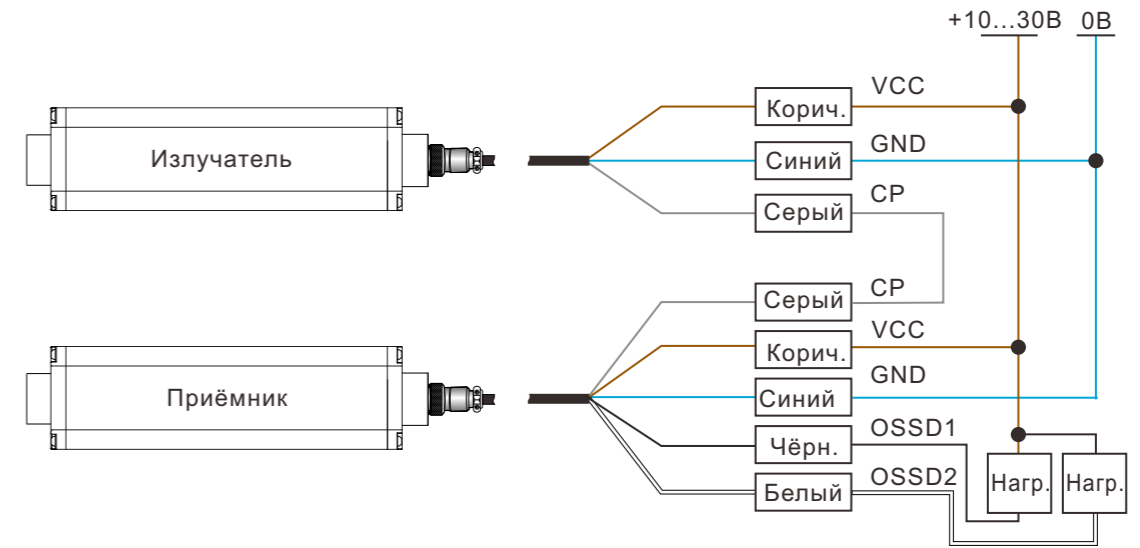 +10...30В 0В
VCC
Корич.
Излучатель
GND
Синий
CP
Серый
CP
Серый
VCC
Корич.
Приёмник
GND
Синий
OSSD1
Чёрн.
OSSD2
Белый
Нагр. Нагр.